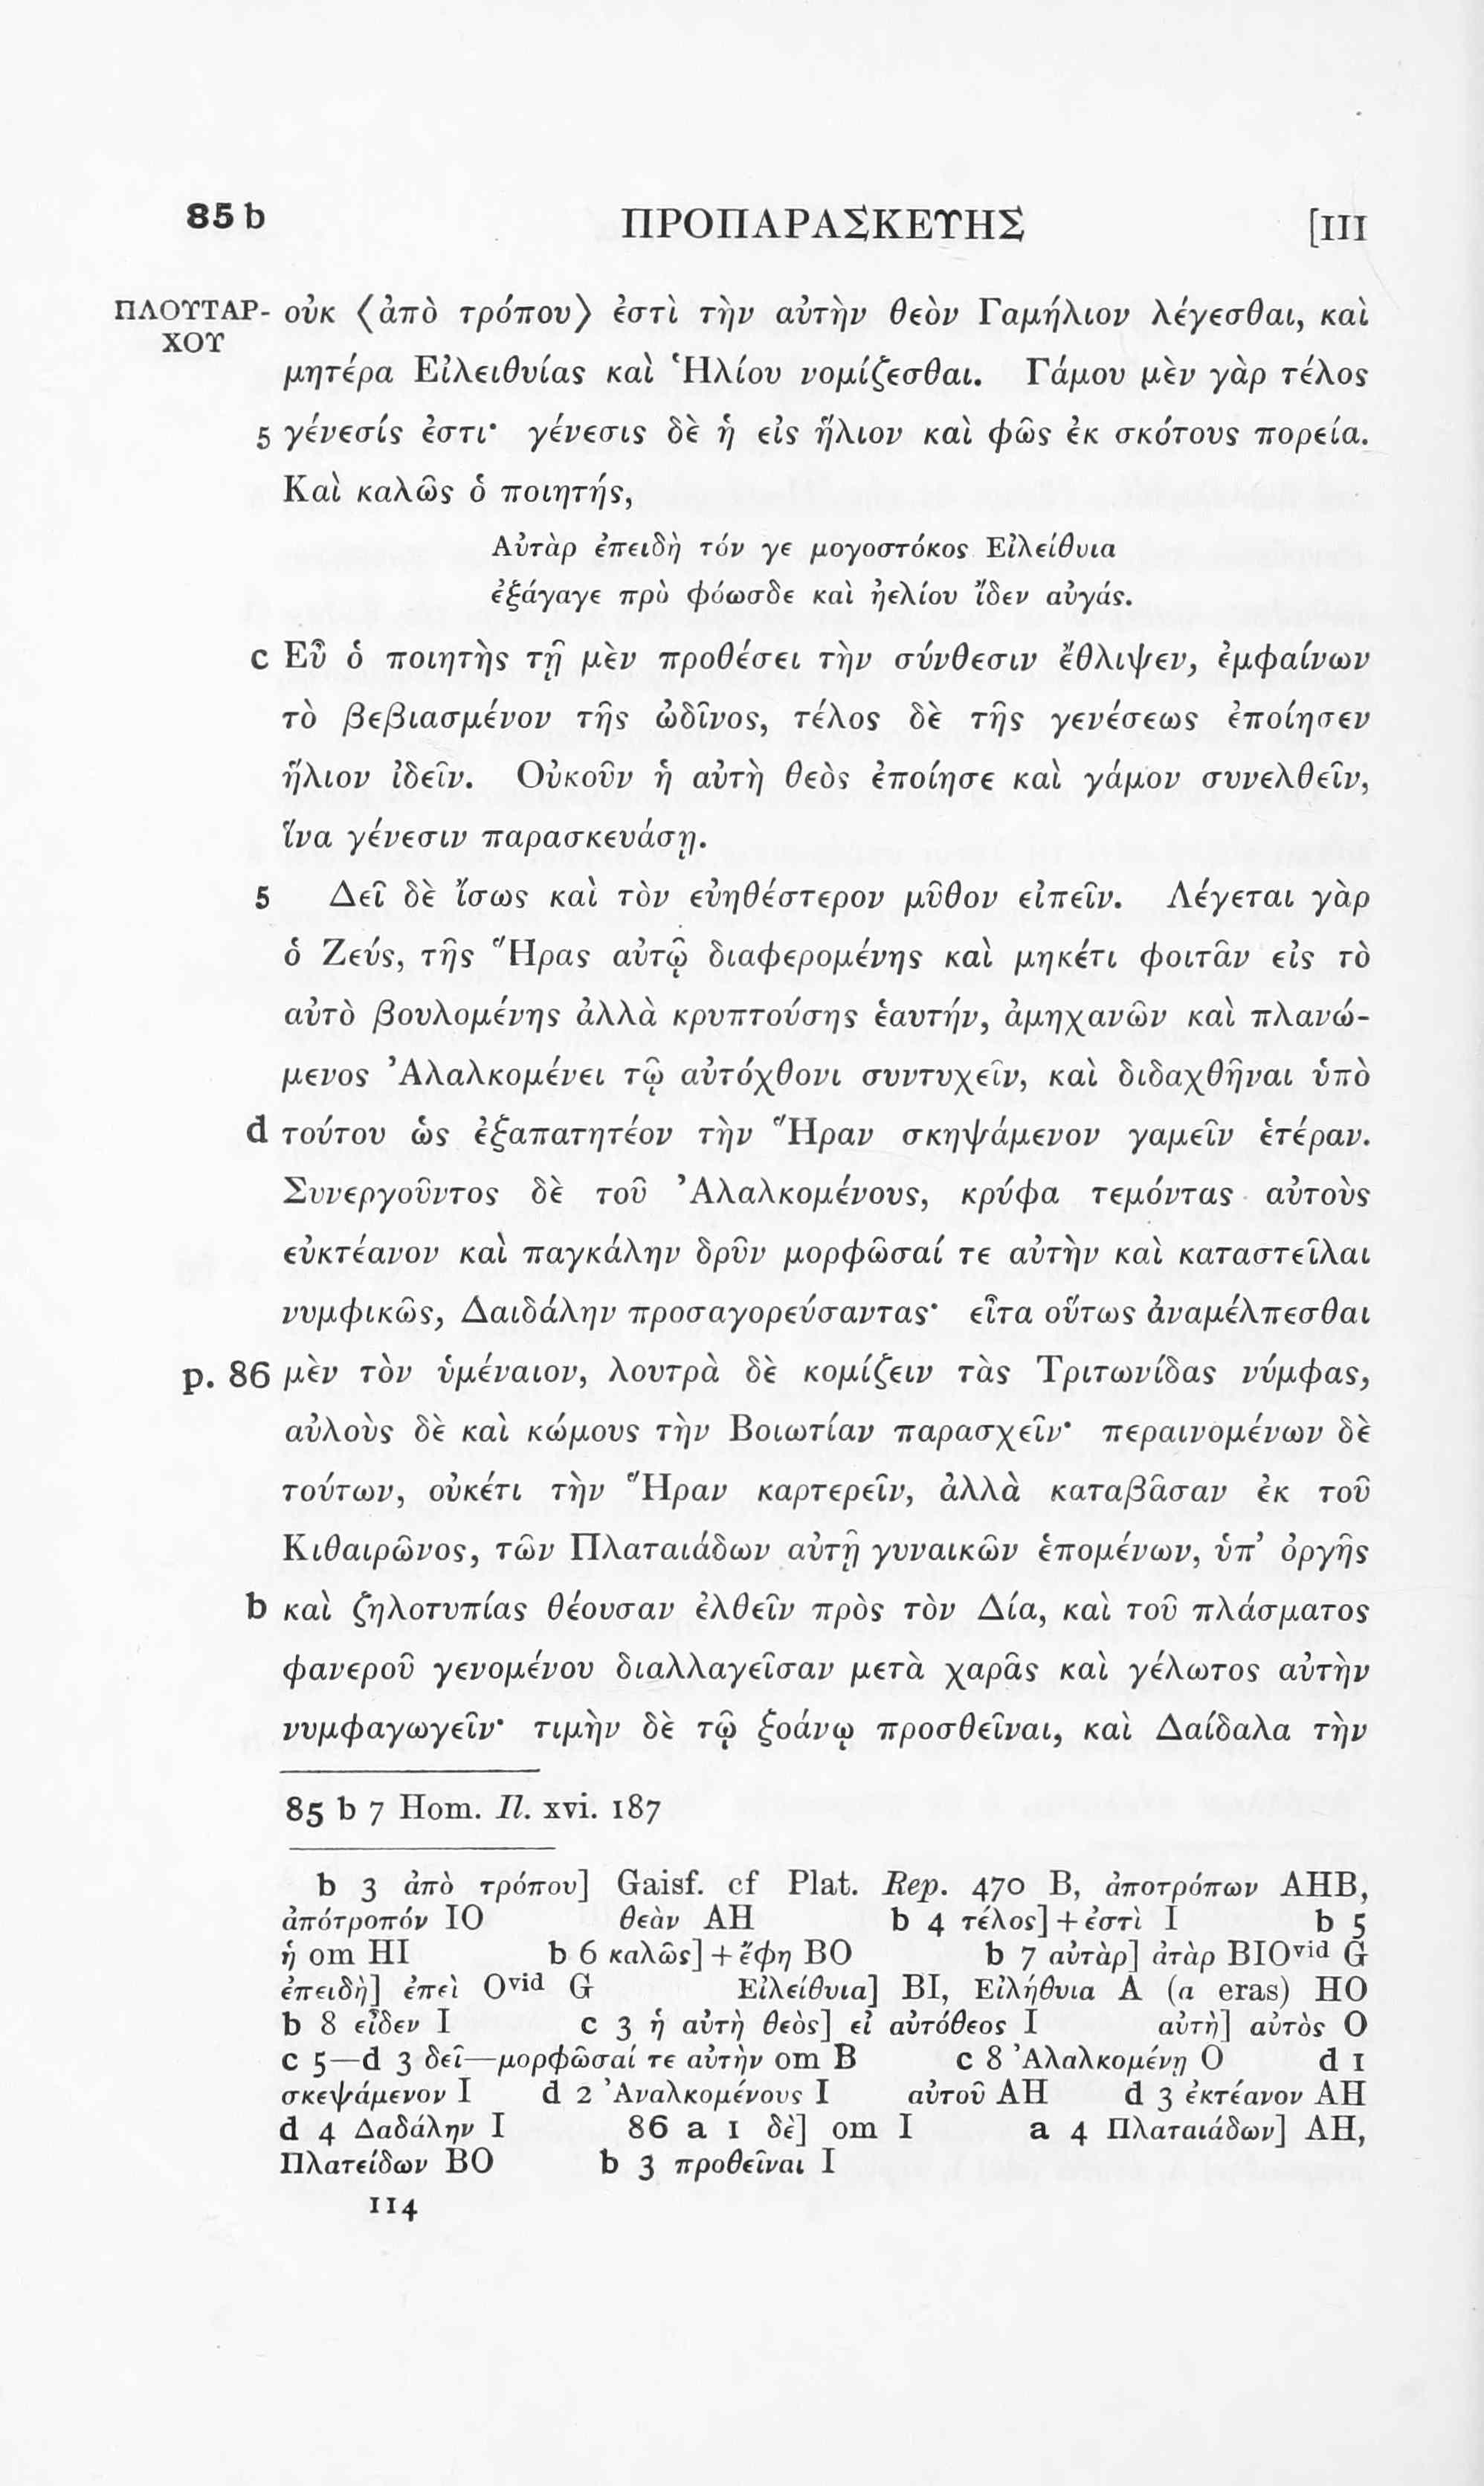 85 b ΠΡΟΠΑΡΑΣΚΕΥΗΣ [III
ΠΛΟΥΤΑΡ- οὐκ ⟨ἀπὸ τρόπου⟩ ἐστὶ τὴν αὐτὴν θεὸν Γαμήλιον λέγεσθαι, καὶ
ΧΟΥ
μητέρα Εἰλειθυίας καὶ Ἡλίου νομίζεσθαι. Γάμου μὲν γὰρ τέλος
5 γένεσίς ἐστι· γένεσις δὲ ἡ εἰς ἥλιον καὶ φῶς ἐκ σκότους πορεία.
Καὶ καλῶς ὁ ποιητής,
Αὐτὰρ ἐπειδὴ τόν γε μογοστόκος Εἰλείθυια
ἐξάγαγε πρὸ φόωσδε καὶ ἠελίου ἴδεν αὐγάς.
c Εὖ ὁ ποιητὴς τῇ μὲν προθέσει τὴν σύνθεσιν ἔθλιψεν, ἐμφαίνων
τὸ βεβιασμένον τῆς ὠδῖνος, τέλος δὲ τῆς γενέσεως ἐποίησεν
ἥλιον ἰδεῖν. Οὐκοῦν ἡ αὐτὴ θεὸς ἐποίησε καὶ γάμον συνελθεῖν,
ἵνα γένεσιν παρασκευάσῃ.
5 Δεῖ δὲ ἴσως καὶ τὸν εὐηθέστερον μῦθον εἰπεῖν. Λέγεται γὰρ
ὁ Ζεύς, τῆς Ἥρας αὐτῷ διαφερομένης καὶ μηκέτι φοιτᾶν εἰς τὸ
αὐτὸ βουλομένης ἀλλὰ κρυπτούσης ἑαυτήν, ἀμηχανῶν καὶ πλανώ-
μενος Ἀλαλκομένει τῷ αὐτόχθονι συντυχεῖν, καὶ διδαχθῆναι ὑπὸ
d τούτου ὡς ἐξαπατητέον τὴν Ἥραν σκηψάμενον γαμεῖν ἑτέραν.
Συνεργοῦντος δὲ τοῦ Ἀλαλκομένους, κρύφα τεμόντας αὐτοὺς
εὐκτέανον καὶ παγκάλην δρῦν μορφῶσαί τε αὐτὴν καὶ καταστεῖλαι
νυμφικῶς, Δαιδάλην προσαγορεύσαντας· εἶτα οὕτως ἀναμέλπεσθαι
p. 86 μὲν τὸν ὑμέναιον, λουτρὰ δὲ κομίζειν τὰς Τριτωνίδας νύμφας,
αὐλοὺς δὲ καὶ κώμους τὴν Βοιωτίαν παρασχεῖν· περαινομένων δὲ
τούτων, οὐκέτι τὴν Ἥραν καρτερεῖν, ἀλλὰ καταβᾶσαν ἐκ τοῦ
Κιθαιρῶνος, τῶν Πλαταιάδων αὐτῇ γυναικῶν ἑπομένων, ὑπ’ ὀργῆς
b καὶ ζηλοτυπίας θέουσαν ἐλθεῖν πρὸς τὸν Δία, καὶ τοῦ πλάσματος
φανεροῦ γενομένου διαλλαγεῖσαν μετὰ χαρᾶς καὶ γέλωτος αὐτὴν
νυμφαγωγεῖν· τιμὴν δὲ τῷ ξοάνῳ προσθεῖναι, καὶ Δαίδαλα τὴν
85 b 7 Hom. Il. xvi. 187
b 3 ἀπὸ τρόπου] Gaisf. cf Plat. Rep. 470 B, ἀποτρόπων AHB,
ἀπότροπόν IO θεὰν AH b 4 τέλος] + ἐστὶ I b 5
ἡ om HI b 6 καλῶς] + ἔφη BO b 7 αὐτὰρ] ἀτὰρ BIOvid G
ἐπειδὴ] ἐπεὶ Ovid G Εἰλείθυια] BI, Εἰλήθυια A (α eras) HO
b 8 εἶδεν I c 3 ἡ αὐτὴ θεὸς] εἰ αὐτόθεος I αὐτὴ] αὐτὸς O
c 5—d 3 δεῖ—μορφῶσαί τε αὐτὴν om B c 8 Ἀλαλκομένῃ O d 1
σκεψάμενον I d 2 Ἀναλκομένους I αὐτοῦ AH d 3 ἐκτέανον AH
d 4 Δαδάλην I 86 a 1 δὲ] om I a 4 Πλαταιάδων] AH,
Πλατείδων BO b 3 προθεῖναι I
114